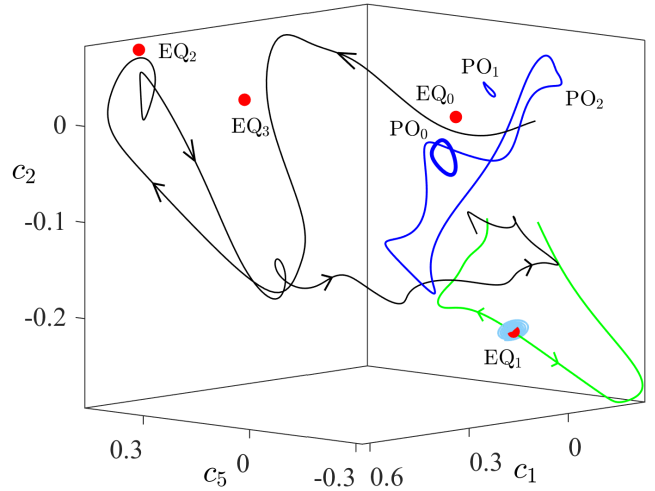 EQ₂
PO₁
EQ₀
PO₂
EQ₃
PO₀
0
c₂
-0.1
-0.2
EQ₁
0.3
0
-0.3
0.6
0.3
0
c₅
c₁